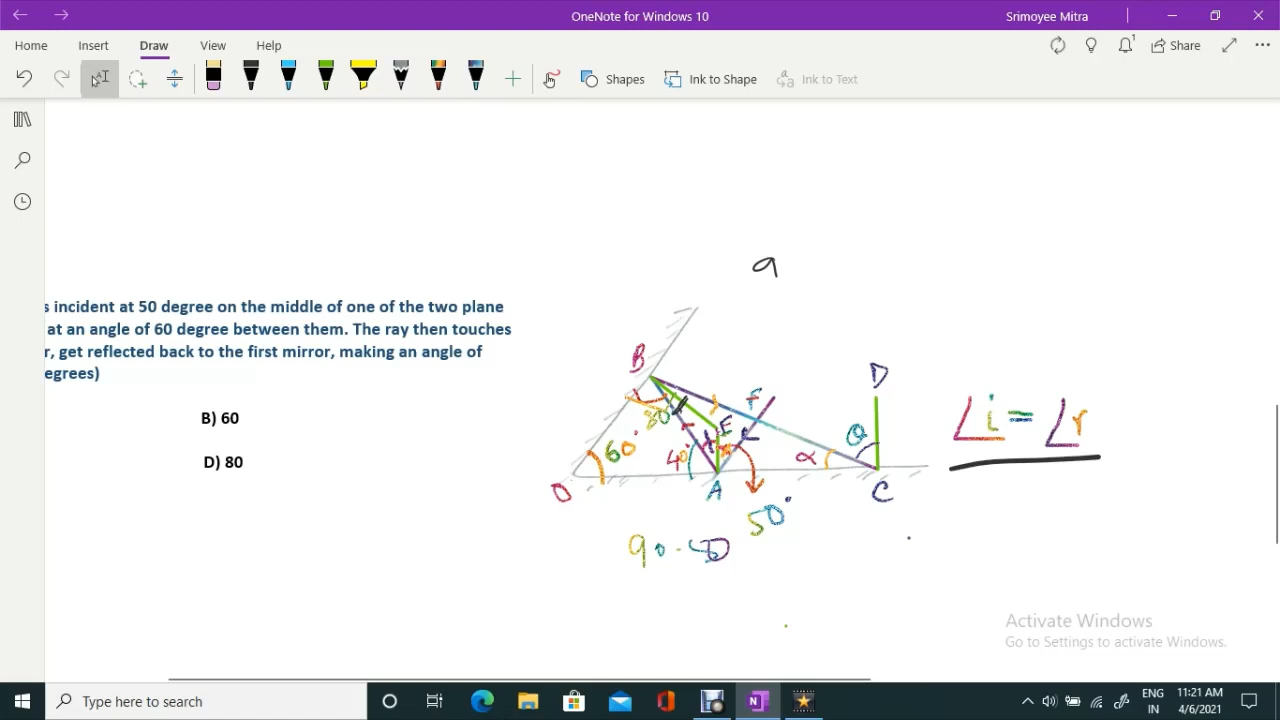 OneNote for Windows 10
Srimoyee Mitra
Home Insert Draw View Help
Share
Shapes
Ink to Shape
Ink to Text
a
s incident at 50 degree on the middle of one of the two plane
at an angle of 60 degree between them. The ray then touches
r, get reflected back to the first mirror, making an angle of
egrees)
B) 60
D) 80
B
F
D
E
80°
60°
40°
α
θ
∠i = ∠r
O
A
C
50°
90-50
Activate Windows
Go to Settings to activate Windows.
Type here to search
ENG
IN
11:21 AM
4/6/2021